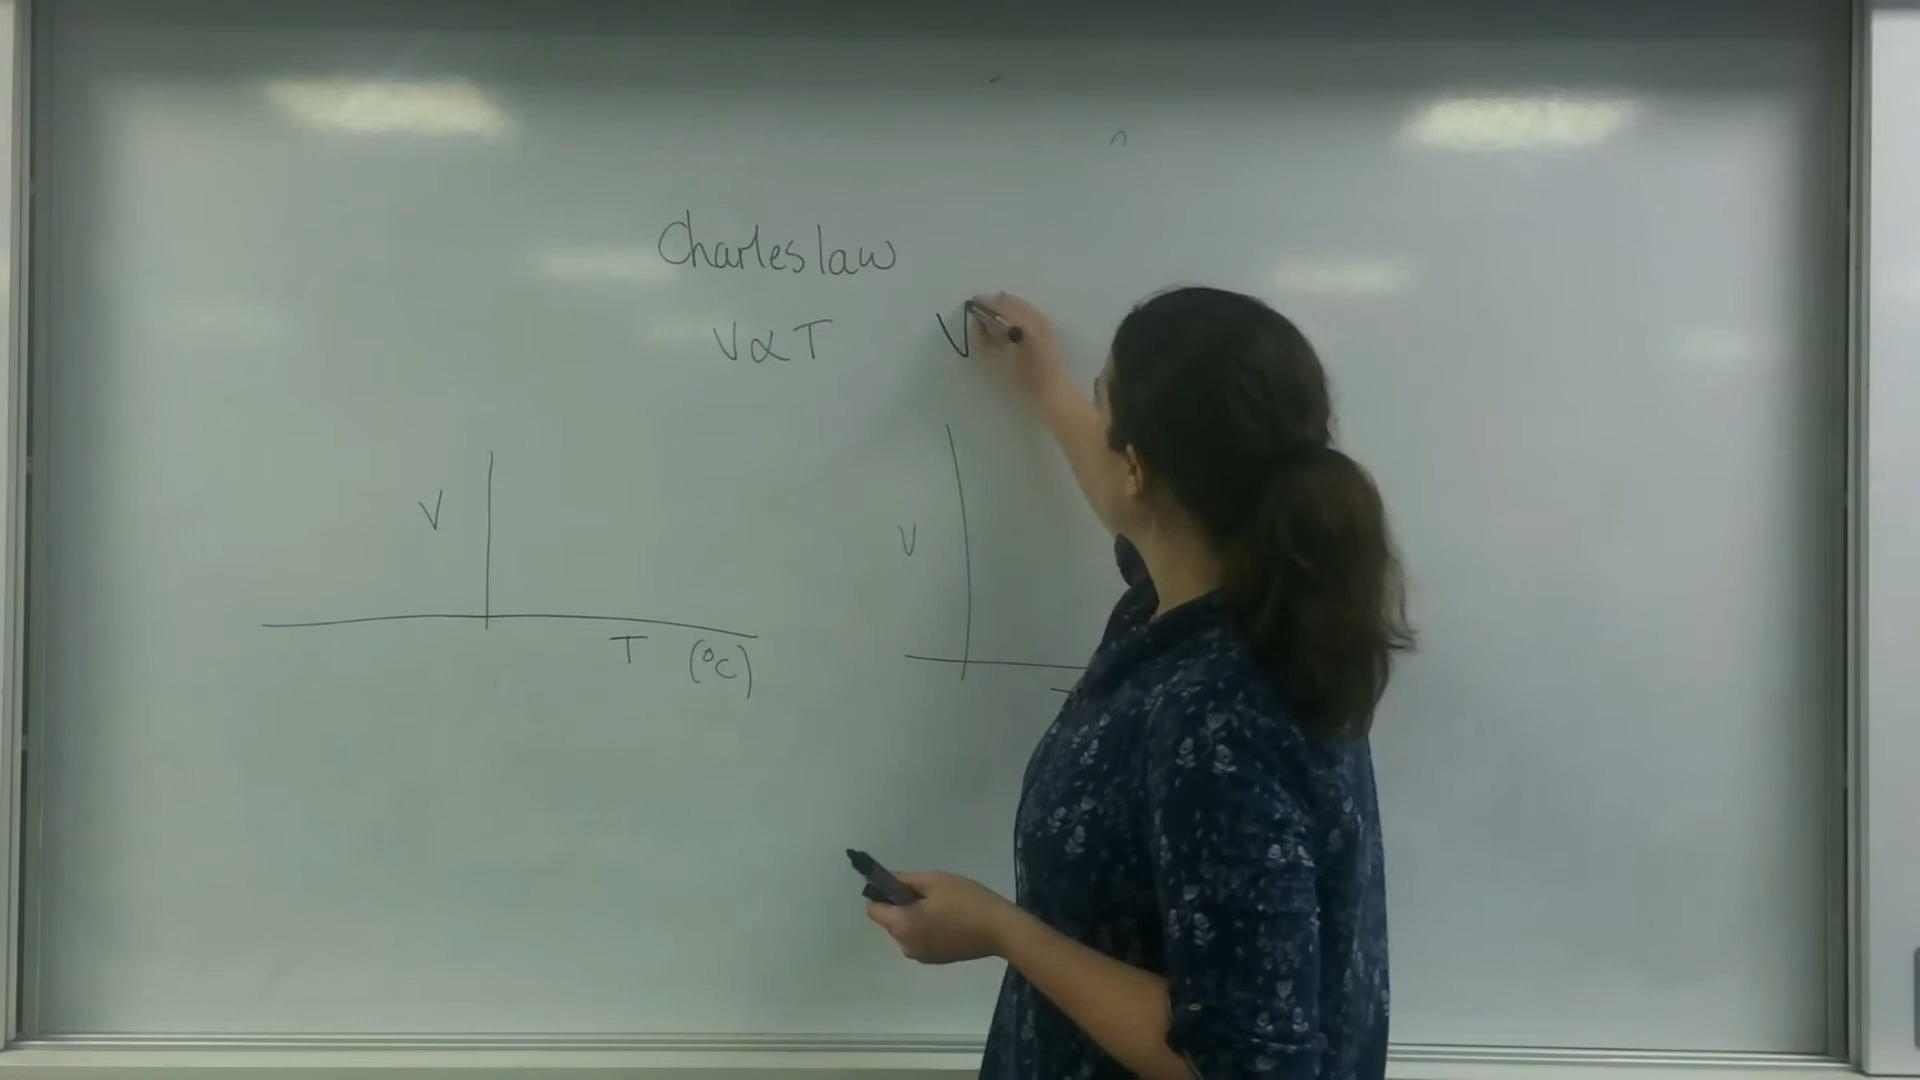 Charles law
V α T V
V
V
T (°C)